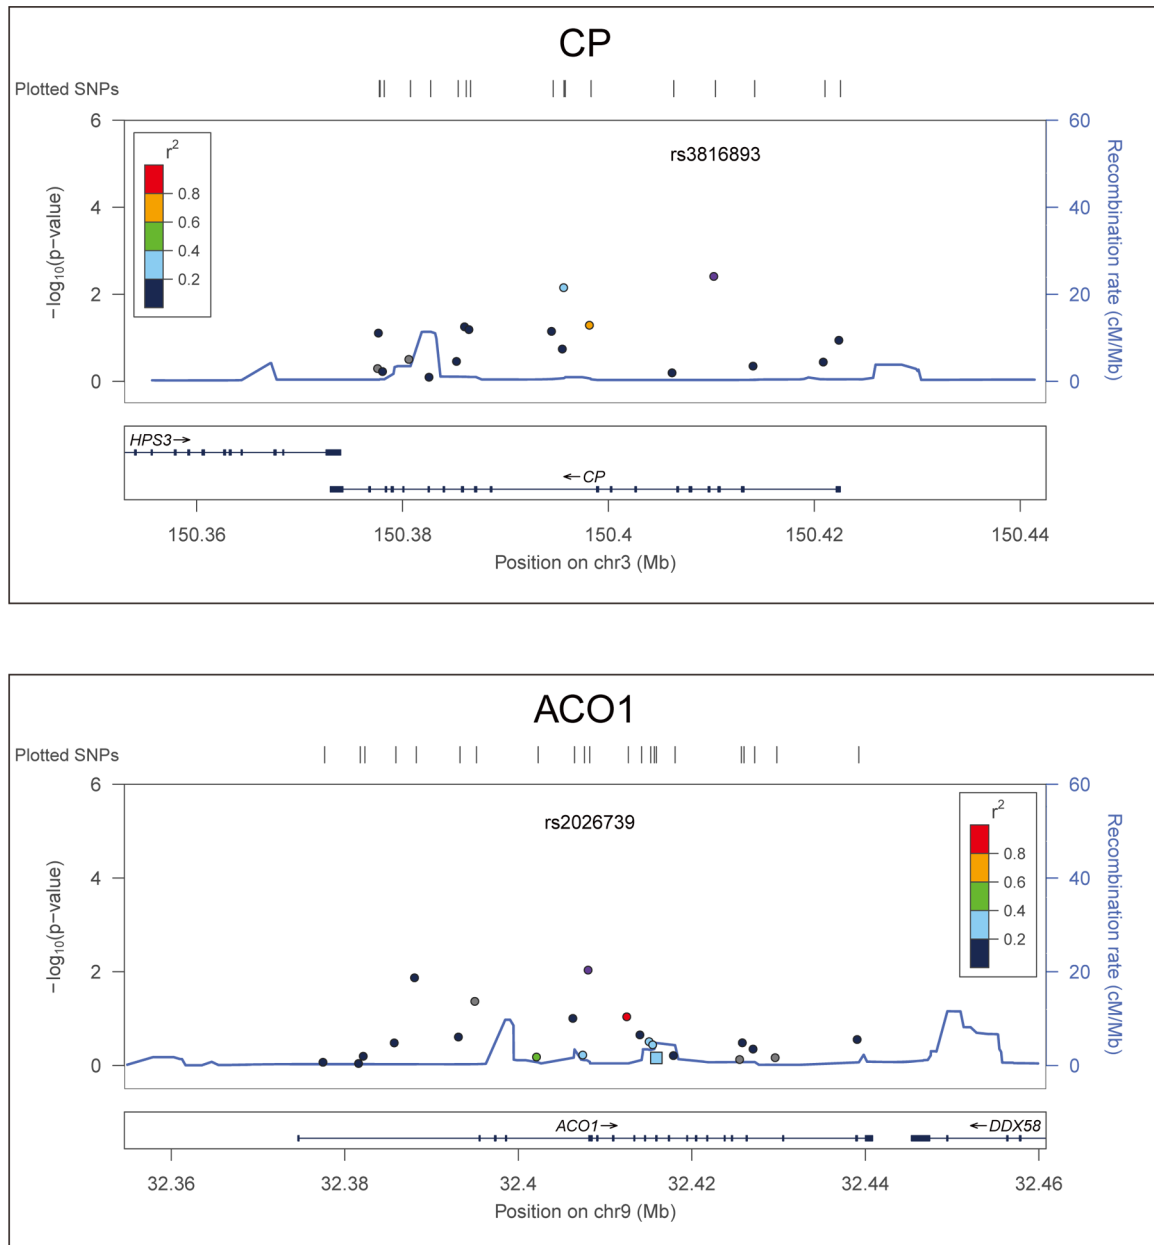 CP
Plotted SNPs
6
4
2
0
−log10(p−value)
r2
0.8
0.6
0.4
0.2
rs3816893
60
40
20
0
Recombination rate (cM/Mb)
HPS3→
←CP
150.36 150.38 150.4 150.42 150.44
Position on chr3 (Mb)
ACO1
Plotted SNPs
6
4
2
0
−log10(p−value)
rs2026739
r2
0.8
0.6
0.4
0.2
60
40
20
0
Recombination rate (cM/Mb)
ACO1→ ←DDX58
32.36 32.38 32.4 32.42 32.44 32.46
Position on chr9 (Mb)